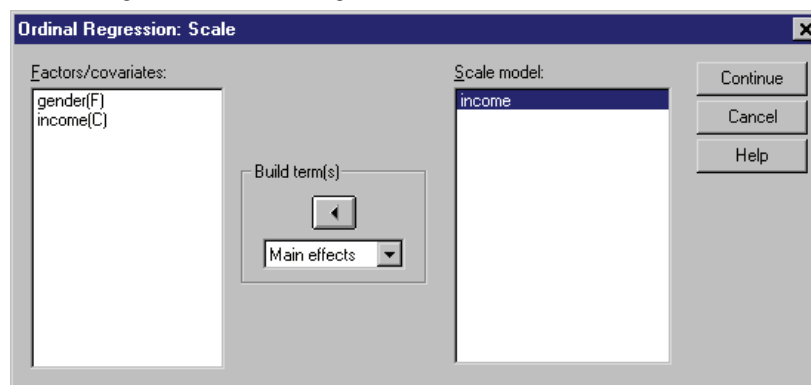 Ordinal Regression: Scale
Factors/covariates:
gender(F)
income(C)
Build term(s)
Main effects
Scale model:
income
Continue
Cancel
Help